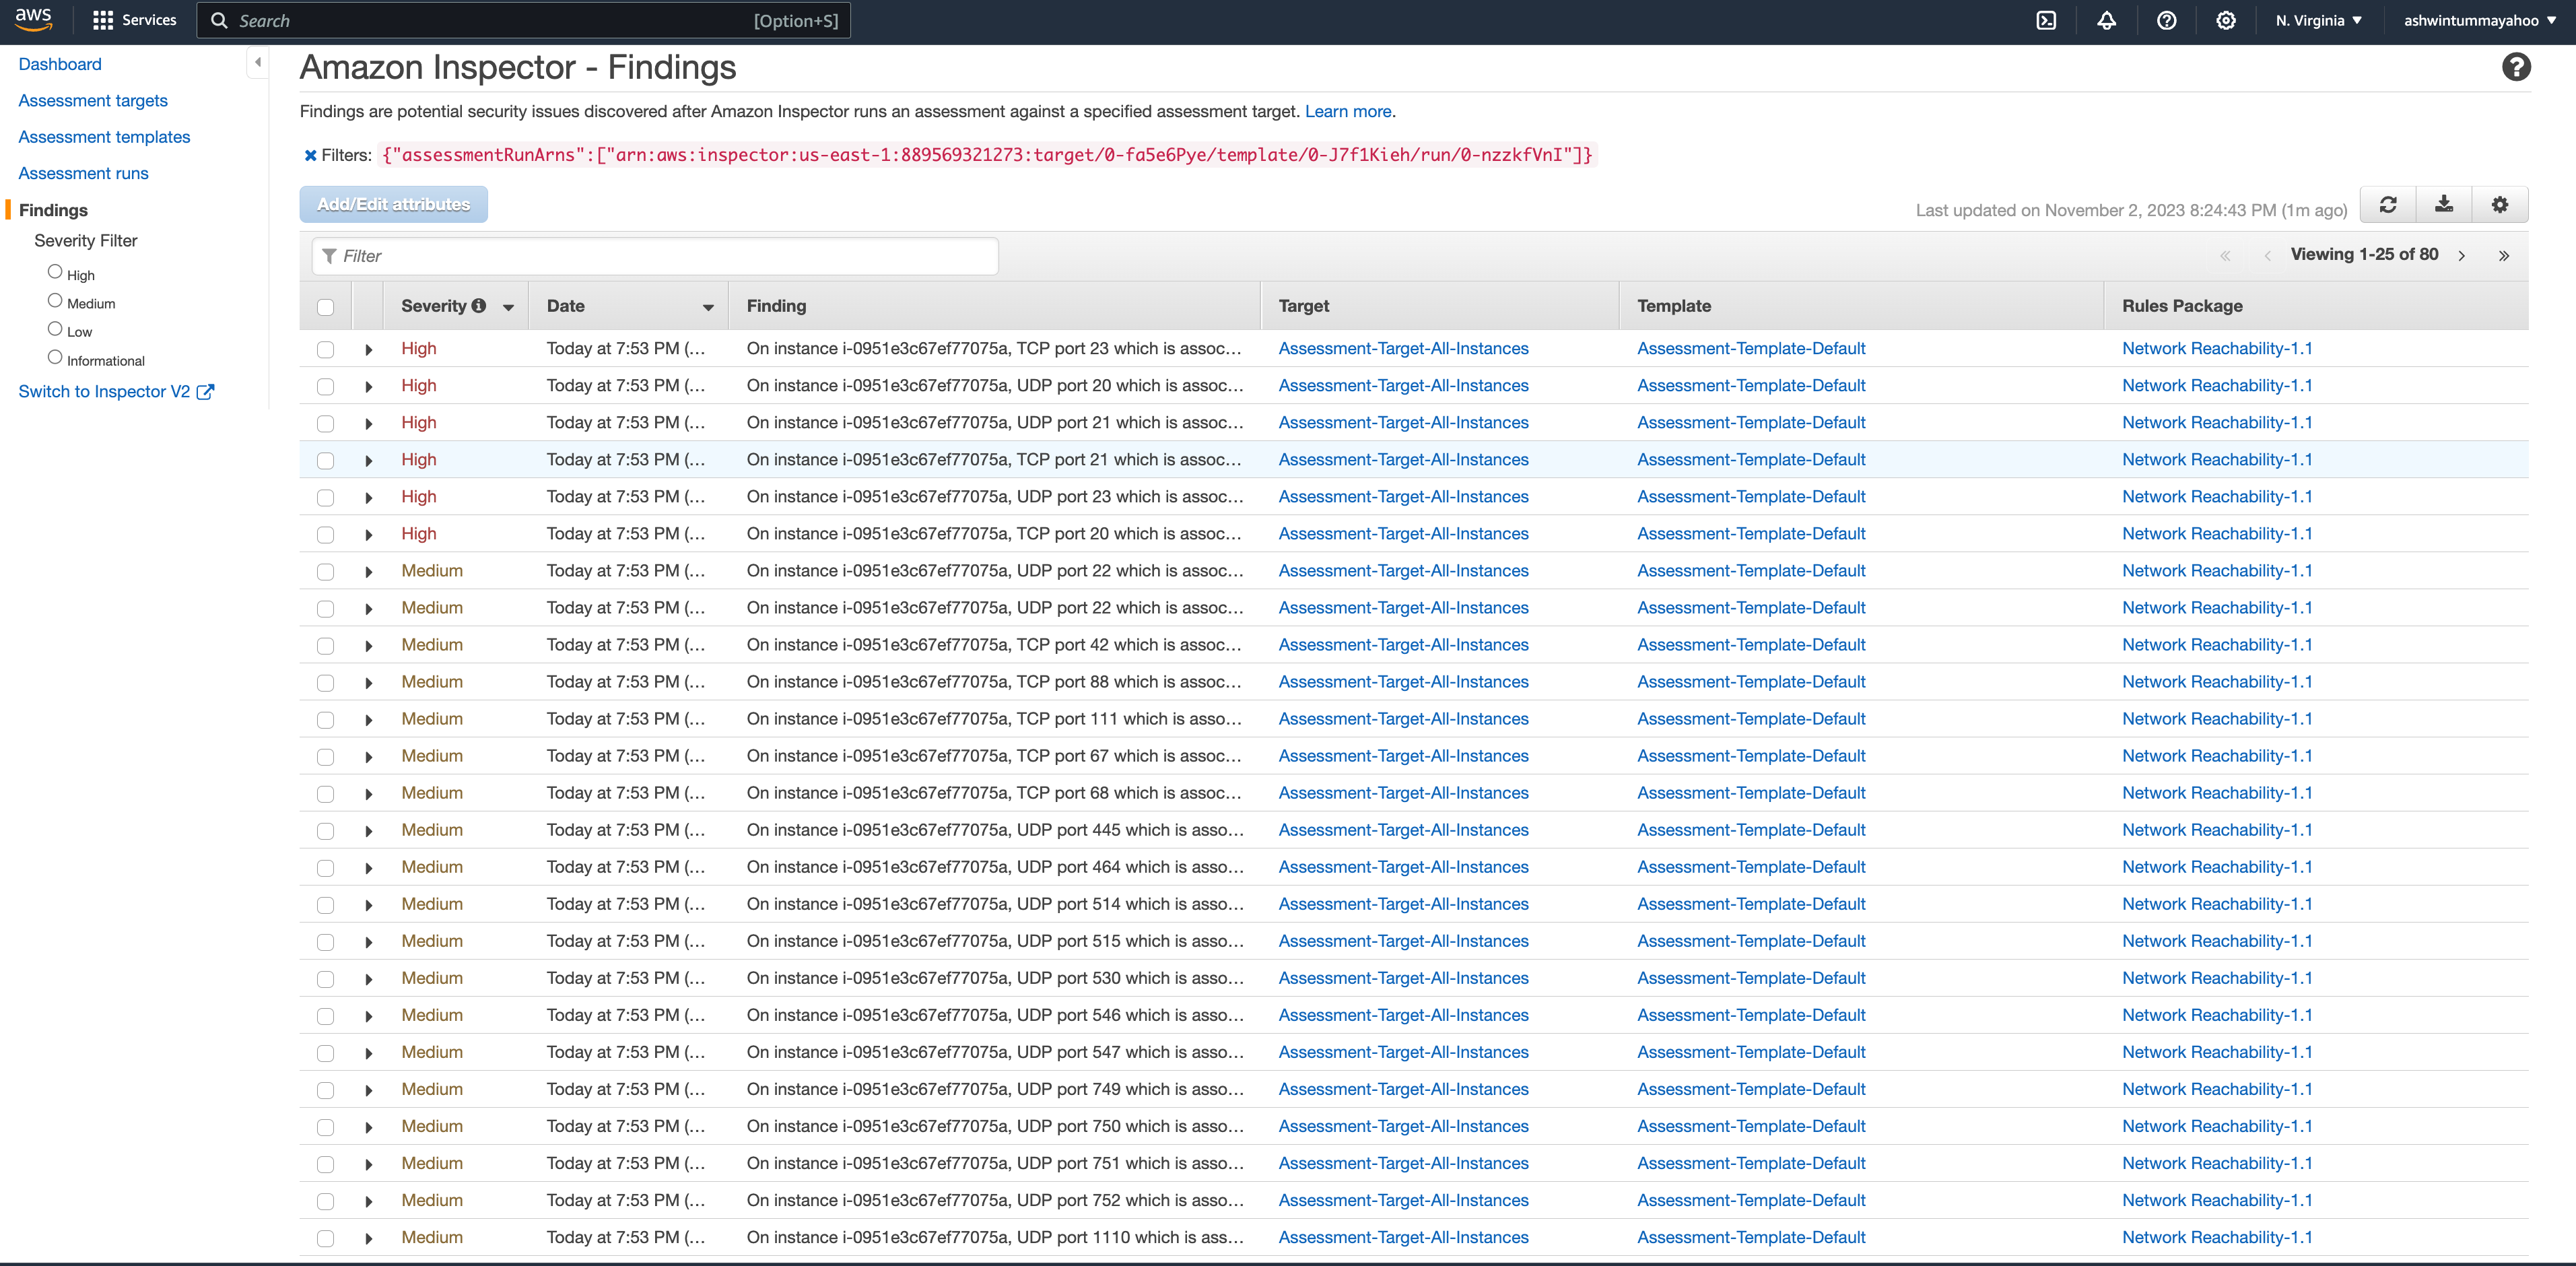 aws Services Search [Option+S] N. Virginia ▼ ashwintummayahoo ▼
Dashboard
Assessment targets
Assessment templates
Assessment runs
Findings
Severity Filter
High
Medium
Low
Informational
Switch to Inspector V2
Amazon Inspector - Findings
Findings are potential security issues discovered after Amazon Inspector runs an assessment against a specified assessment target. Learn more.
Filters: {"assessmentRunArns":["arn:aws:inspector:us-east-1:889569321273:target/0-fa5e6Pye/template/0-J7f1Kieh/run/0-nzzkfVnI"]}
Add/Edit attributes
Last updated on November 2, 2023 8:24:43 PM (1m ago)
Filter
« ‹ Viewing 1-25 of 80 › »
Severity Date Finding Target Template Rules Package
High Today at 7:53 PM (... On instance i-0951e3c67ef77075a, TCP port 23 which is assoc... Assessment-Target-All-Instances Assessment-Template-Default Network Reachability-1.1
High Today at 7:53 PM (... On instance i-0951e3c67ef77075a, UDP port 20 which is assoc... Assessment-Target-All-Instances Assessment-Template-Default Network Reachability-1.1
High Today at 7:53 PM (... On instance i-0951e3c67ef77075a, UDP port 21 which is assoc... Assessment-Target-All-Instances Assessment-Template-Default Network Reachability-1.1
High Today at 7:53 PM (... On instance i-0951e3c67ef77075a, TCP port 21 which is assoc... Assessment-Target-All-Instances Assessment-Template-Default Network Reachability-1.1
High Today at 7:53 PM (... On instance i-0951e3c67ef77075a, UDP port 23 which is assoc... Assessment-Target-All-Instances Assessment-Template-Default Network Reachability-1.1
High Today at 7:53 PM (... On instance i-0951e3c67ef77075a, TCP port 20 which is assoc... Assessment-Target-All-Instances Assessment-Template-Default Network Reachability-1.1
Medium Today at 7:53 PM (... On instance i-0951e3c67ef77075a, UDP port 22 which is assoc... Assessment-Target-All-Instances Assessment-Template-Default Network Reachability-1.1
Medium Today at 7:53 PM (... On instance i-0951e3c67ef77075a, UDP port 22 which is assoc... Assessment-Target-All-Instances Assessment-Template-Default Network Reachability-1.1
Medium Today at 7:53 PM (... On instance i-0951e3c67ef77075a, TCP port 42 which is assoc... Assessment-Target-All-Instances Assessment-Template-Default Network Reachability-1.1
Medium Today at 7:53 PM (... On instance i-0951e3c67ef77075a, TCP port 88 which is assoc... Assessment-Target-All-Instances Assessment-Template-Default Network Reachability-1.1
Medium Today at 7:53 PM (... On instance i-0951e3c67ef77075a, TCP port 111 which is asso... Assessment-Target-All-Instances Assessment-Template-Default Network Reachability-1.1
Medium Today at 7:53 PM (... On instance i-0951e3c67ef77075a, TCP port 67 which is assoc... Assessment-Target-All-Instances Assessment-Template-Default Network Reachability-1.1
Medium Today at 7:53 PM (... On instance i-0951e3c67ef77075a, TCP port 68 which is assoc... Assessment-Target-All-Instances Assessment-Template-Default Network Reachability-1.1
Medium Today at 7:53 PM (... On instance i-0951e3c67ef77075a, UDP port 445 which is asso... Assessment-Target-All-Instances Assessment-Template-Default Network Reachability-1.1
Medium Today at 7:53 PM (... On instance i-0951e3c67ef77075a, UDP port 464 which is asso... Assessment-Target-All-Instances Assessment-Template-Default Network Reachability-1.1
Medium Today at 7:53 PM (... On instance i-0951e3c67ef77075a, UDP port 514 which is asso... Assessment-Target-All-Instances Assessment-Template-Default Network Reachability-1.1
Medium Today at 7:53 PM (... On instance i-0951e3c67ef77075a, UDP port 515 which is asso... Assessment-Target-All-Instances Assessment-Template-Default Network Reachability-1.1
Medium Today at 7:53 PM (... On instance i-0951e3c67ef77075a, UDP port 530 which is asso... Assessment-Target-All-Instances Assessment-Template-Default Network Reachability-1.1
Medium Today at 7:53 PM (... On instance i-0951e3c67ef77075a, UDP port 546 which is asso... Assessment-Target-All-Instances Assessment-Template-Default Network Reachability-1.1
Medium Today at 7:53 PM (... On instance i-0951e3c67ef77075a, UDP port 547 which is asso... Assessment-Target-All-Instances Assessment-Template-Default Network Reachability-1.1
Medium Today at 7:53 PM (... On instance i-0951e3c67ef77075a, UDP port 749 which is asso... Assessment-Target-All-Instances Assessment-Template-Default Network Reachability-1.1
Medium Today at 7:53 PM (... On instance i-0951e3c67ef77075a, UDP port 750 which is asso... Assessment-Target-All-Instances Assessment-Template-Default Network Reachability-1.1
Medium Today at 7:53 PM (... On instance i-0951e3c67ef77075a, UDP port 751 which is asso... Assessment-Target-All-Instances Assessment-Template-Default Network Reachability-1.1
Medium Today at 7:53 PM (... On instance i-0951e3c67ef77075a, UDP port 752 which is asso... Assessment-Target-All-Instances Assessment-Template-Default Network Reachability-1.1
Medium Today at 7:53 PM (... On instance i-0951e3c67ef77075a, UDP port 1110 which is ass... Assessment-Target-All-Instances Assessment-Template-Default Network Reachability-1.1